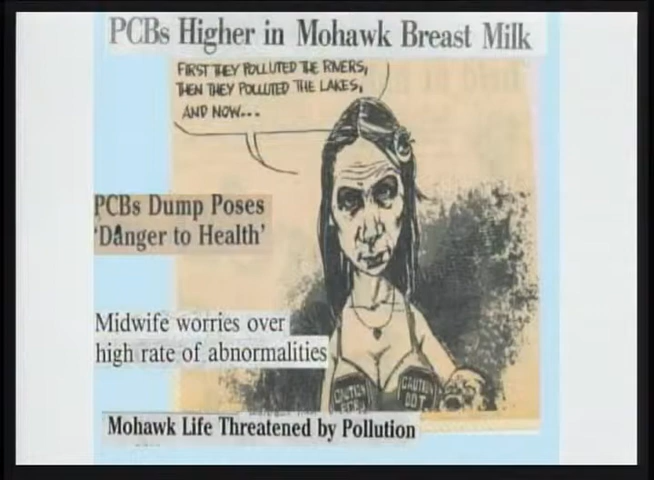 PCBs Higher in Mohawk Breast Milk
FIRST THEY POLLUTED THE RIVERS,
THEN THEY POLLUTED THE LAKES,
AND NOW...
PCBs Dump Poses
'Danger to Health'
Midwife worries over
high rate of abnormalities
CAUTION
CAUTION
DDT
Mohawk Life Threatened by Pollution